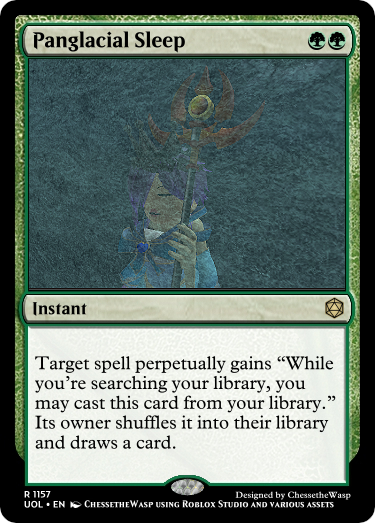 Panglacial Sleep
Instant
Target spell perpetually gains “While
you’re searching your library, you
may cast this card from your library.”
Its owner shuffles it into their library
and draws a card.
R 1157
Designed by ChessetheWasp
UOL • EN ChessetheWasp using Roblox Studio and various assets